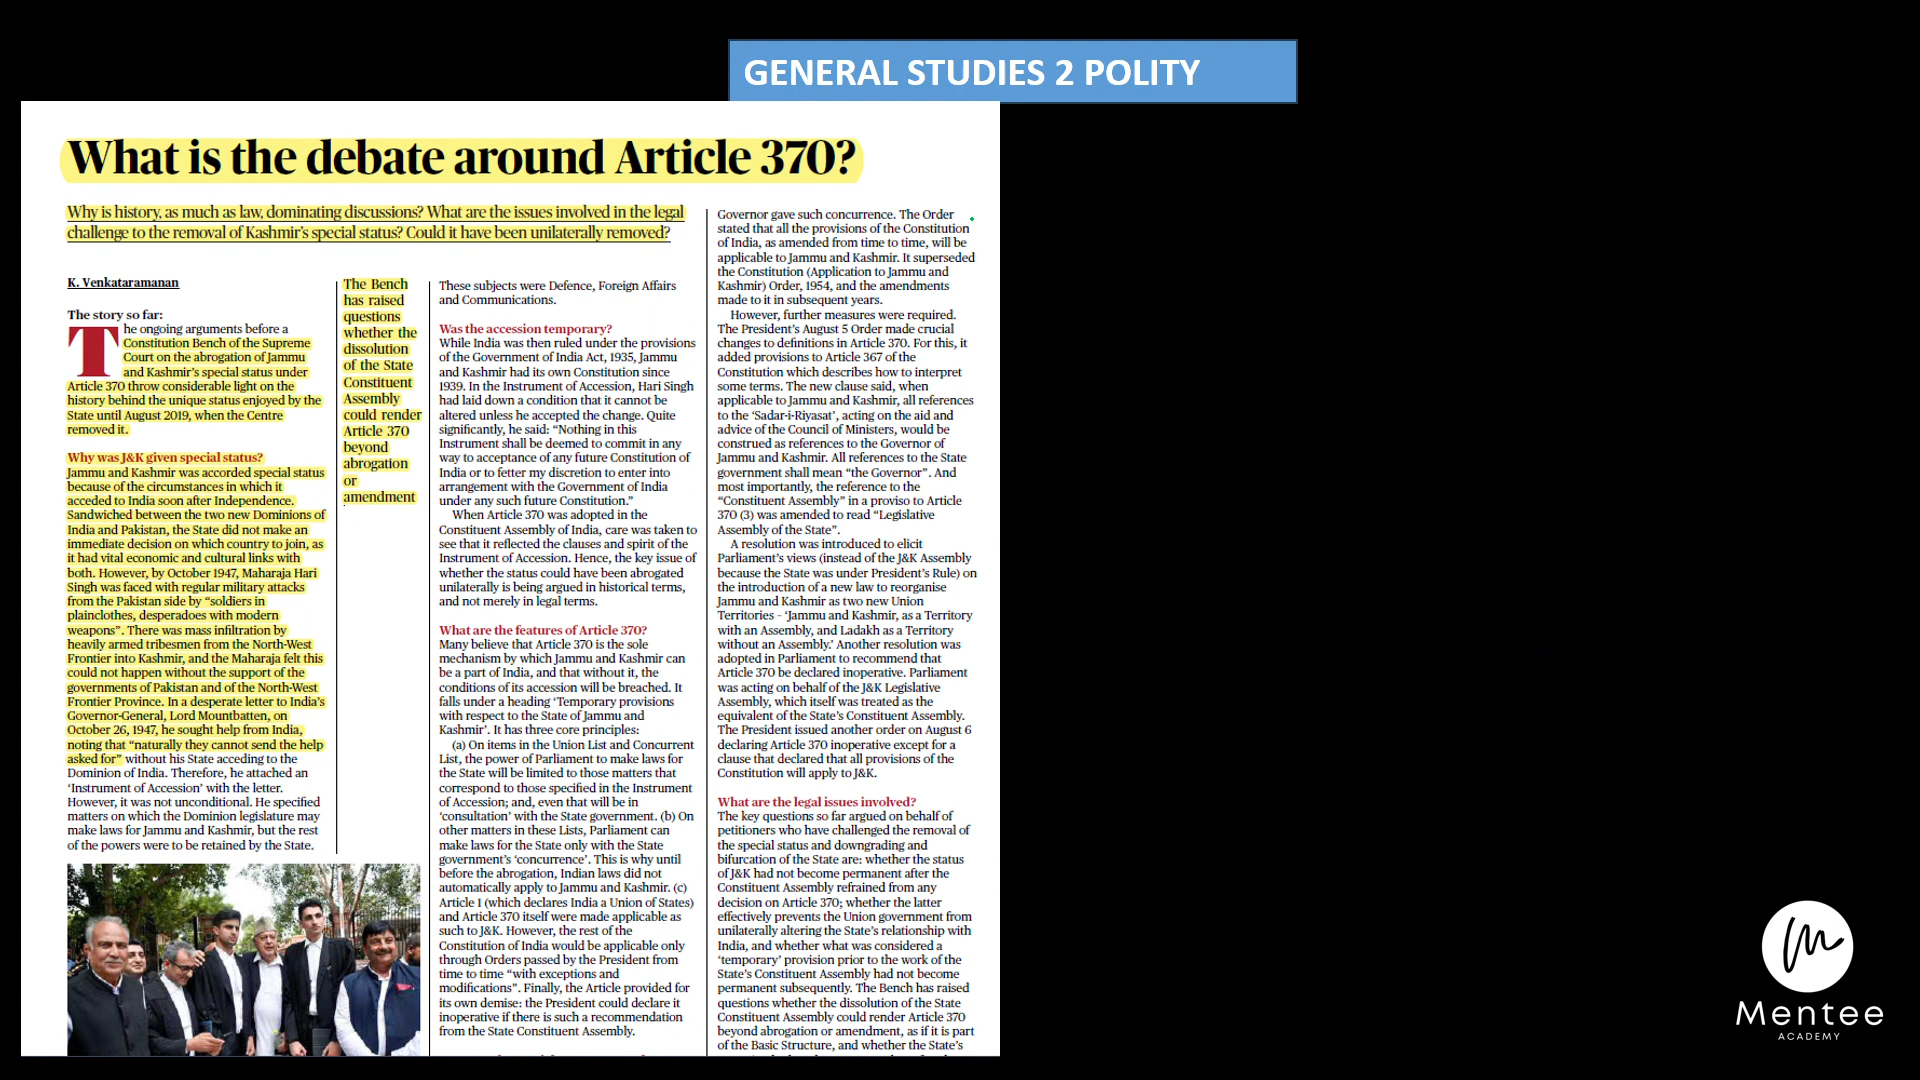 GENERAL STUDIES 2 POLITY
What is the debate around Article 370?
Why is history, as much as law, dominating discussions? What are the issues involved in the legal
challenge to the removal of Kashmir's special status? Could it have been unilaterally removed?
K. Venkataramanan
The story so far:
The ongoing arguments before a
Constitution Bench of the Supreme
Court on the abrogation of Jammu
and Kashmir's special status under
Article 370 throw considerable light on the
history behind the unique status enjoyed by the
State until August 2019, when the Centre
removed it.
Why was J&K given special status?
Jammu and Kashmir was accorded special status
because of the circumstances in which it
acceded to India soon after Independence.
Sandwiched between the two new Dominions of
India and Pakistan, the State did not make an
immediate decision on which country to join, as
it had vital economic and cultural links with
both. However, by October 1947, Maharaja Hari
Singh was faced with regular military attacks
from the Pakistan side by “soldiers in
plainclothes, desperadoes with modern
weapons”. There was mass infiltration by
heavily armed tribesmen from the North-West
Frontier into Kashmir, and the Maharaja felt this
could not happen without the support of the
governments of Pakistan and of the North-West
Frontier Province. In a desperate letter to India's
Governor-General, Lord Mountbatten, on
October 26, 1947, he sought help from India,
noting that “naturally they cannot send the help
asked for” without his State acceding to the
Dominion of India. Therefore, he attached an
‘Instrument of Accession’ with the letter.
However, it was not unconditional. He specified
matters on which the Dominion legislature may
make laws for Jammu and Kashmir, but the rest
of the powers were to be retained by the State.
The Bench
has raised
questions
whether the
dissolution
of the State
Constituent
Assembly
could render
Article 370
beyond
abrogation
or
amendment
These subjects were Defence, Foreign Affairs
and Communications.
Was the accession temporary?
While India was then ruled under the provisions
of the Government of India Act, 1935, Jammu
and Kashmir had its own Constitution since
1939. In the Instrument of Accession, Hari Singh
had laid down a condition that it cannot be
altered unless he accepted the change. Quite
significantly, he said: “Nothing in this
Instrument shall be deemed to commit in any
way to acceptance of any future Constitution of
India or to fetter my discretion to enter into
arrangement with the Government of India
under any such future Constitution.”
When Article 370 was adopted in the
Constituent Assembly of India, care was taken to
see that it reflected the clauses and spirit of the
Instrument of Accession. Hence, the key issue of
whether the status could have been abrogated
unilaterally is being argued in historical terms,
and not merely in legal terms.
What are the features of Article 370?
Many believe that Article 370 is the sole
mechanism by which Jammu and Kashmir can
be a part of India, and that without it, the
conditions of its accession will be breached. It
falls under a heading ‘Temporary provisions
with respect to the State of Jammu and
Kashmir’. It has three core principles:
(a) On items in the Union List and Concurrent
List, the power of Parliament to make laws for
the State will be limited to those matters that
correspond to those specified in the Instrument
of Accession; and, even that will be in
‘consultation’ with the State government. (b) On
other matters in these Lists, Parliament can
make laws for the State only with the State
government's ‘concurrence’. This is why until
before the abrogation, Indian laws did not
automatically apply to Jammu and Kashmir. (c)
Article 1 (which declares India a Union of States)
and Article 370 itself were made applicable as
such to J&K. However, the rest of the
Constitution of India would be applicable only
through Orders passed by the President from
time to time “with exceptions and
modifications”. Finally, the Article provided for
its own demise: the President could declare it
inoperative if there is such a recommendation
from the State Constituent Assembly.
Governor gave such concurrence. The Order
stated that all the provisions of the Constitution
of India, as amended from time to time, will be
applicable to Jammu and Kashmir. It superseded
the Constitution (Application to Jammu and
Kashmir) Order, 1954, and the amendments
made to it in subsequent years.
However, further measures were required.
The President's August 5 Order made crucial
changes to definitions in Article 370. For this, it
added provisions to Article 367 of the
Constitution which describes how to interpret
some terms. The new clause said, when
applicable to Jammu and Kashmir, all references
to the ‘Sadar-i-Riyasat’, acting on the aid and
advice of the Council of Ministers, would be
construed as references to the Governor of
Jammu and Kashmir. All references to the State
government shall mean “the Governor”. And
most importantly, the reference to the
“Constituent Assembly” in a proviso to Article
370 (3) was amended to read “Legislative
Assembly of the State”.
A resolution was introduced to elicit
Parliament's views (instead of the J&K Assembly
because the State was under President's Rule) on
the introduction of a new law to reorganise
Jammu and Kashmir as two new Union
Territories - ‘Jammu and Kashmir, as a Territory
with an Assembly, and Ladakh as a Territory
without an Assembly.’ Another resolution was
adopted in Parliament to recommend that
Article 370 be declared inoperative. Parliament
was acting on behalf of the J&K Legislative
Assembly, which itself was treated as the
equivalent of the State's Constituent Assembly.
The President issued another order on August 6
declaring Article 370 inoperative except for a
clause that declared that all provisions of the
Constitution will apply to J&K.
What are the legal issues involved?
The key questions so far argued on behalf of
petitioners who have challenged the removal of
the special status and downgrading and
bifurcation of the State are: whether the status
of J&K had not become permanent after the
Constituent Assembly refrained from any
decision on Article 370; whether the latter
effectively prevents the Union government from
unilaterally altering the State's relationship with
India, and whether what was considered a
‘temporary’ provision prior to the work of the
State's Constituent Assembly had not become
permanent subsequently. The Bench has raised
questions whether the dissolution of the State
Constituent Assembly could render Article 370
beyond abrogation or amendment, as if it is part
of the Basic Structure, and whether the State's
Mentee
ACADEMY